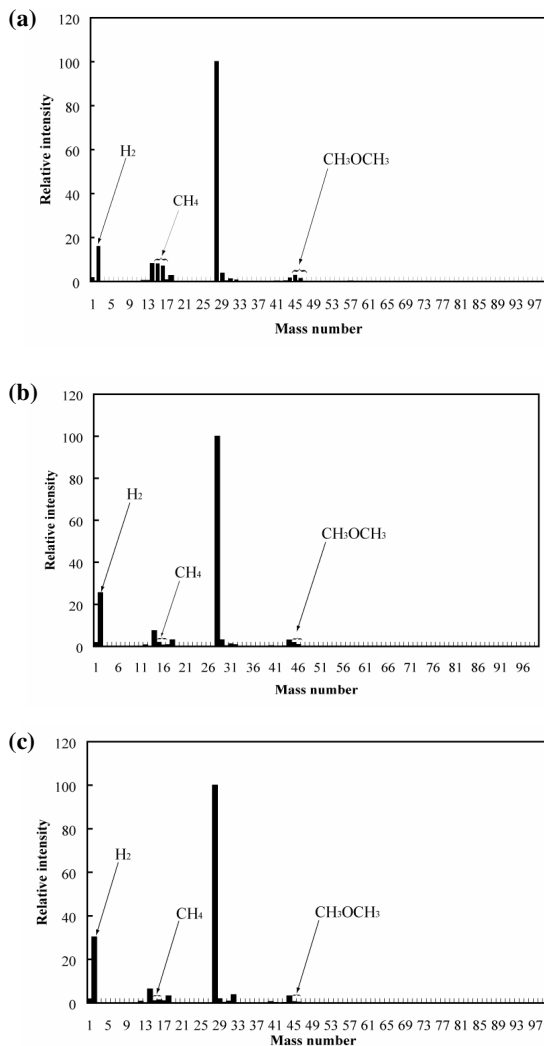 (a)
120
100
80
60
40
20
0
Relative intensity
H₂
CH₄
CH₃OCH₃
1 5 9 13 17 21 25 29 33 37 41 45 49 53 57 61 65 69 73 77 81 85 89 93 97
Mass number
(b)
120
100
80
60
40
20
0
Relative intensity
H₂
CH₄
CH₃OCH₃
1 6 11 16 21 26 31 36 41 46 51 56 61 66 71 76 81 86 91 96
Mass number
(c)
120
100
80
60
40
20
0
Relative intensity
H₂
CH₄
CH₃OCH₃
1 5 9 13 17 21 25 29 33 37 41 45 49 53 57 61 65 69 73 77 81 85 89 93 97
Mass number